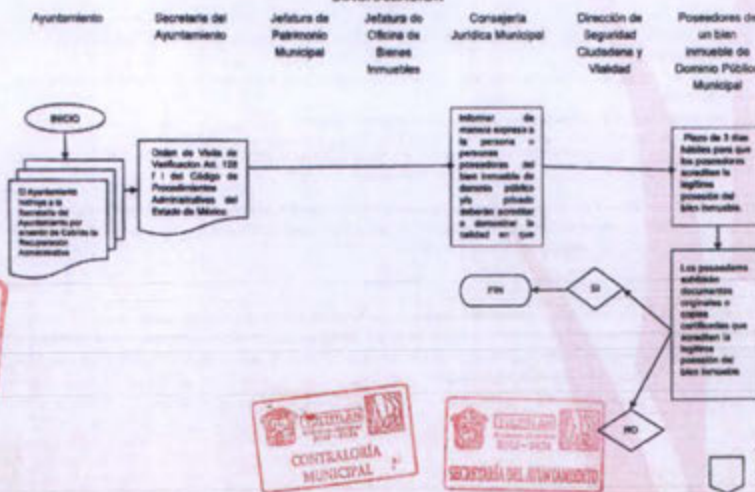 Ayuntamiento
Secretaría del
Ayuntamiento
Jefatura de
Patrimonio
Municipal
Jefatura de
Oficina de
Bienes
Inmuebles
Consejería
Jurídica Municipal
Dirección de
Seguridad
Ciudadana y
Vialidad
Poseedores de
un bien
inmueble de
Dominio Público
Municipal
INICIO
El Ayuntamiento
instruye a la
Secretaría del
Ayuntamiento por
acuerdo de Cabildo la
Recuperación
Administrativa
Orden de Visita de
Verificación Art. 128
f I del Código de
Procedimientos
Administrativos del
Estado de México.
Informar de
manera expresa a
la persona o
personas
poseedoras del
bien inmueble de
dominio público
y/o privado
deberán acreditar
o demostrar la
calidad en que
Plazo de 3 días
hábiles para que
los poseedores
acrediten la
legítima
posesión del
bien inmueble.
Los poseedores
exhibirán
documentos
originales o
copias
certificadas que
acrediten la
legítima
posesión del
bien inmueble
FIN
SI
NO
CONTRALORÍA
MUNICIPAL
SECRETARÍA DEL AYUNTAMIENTO